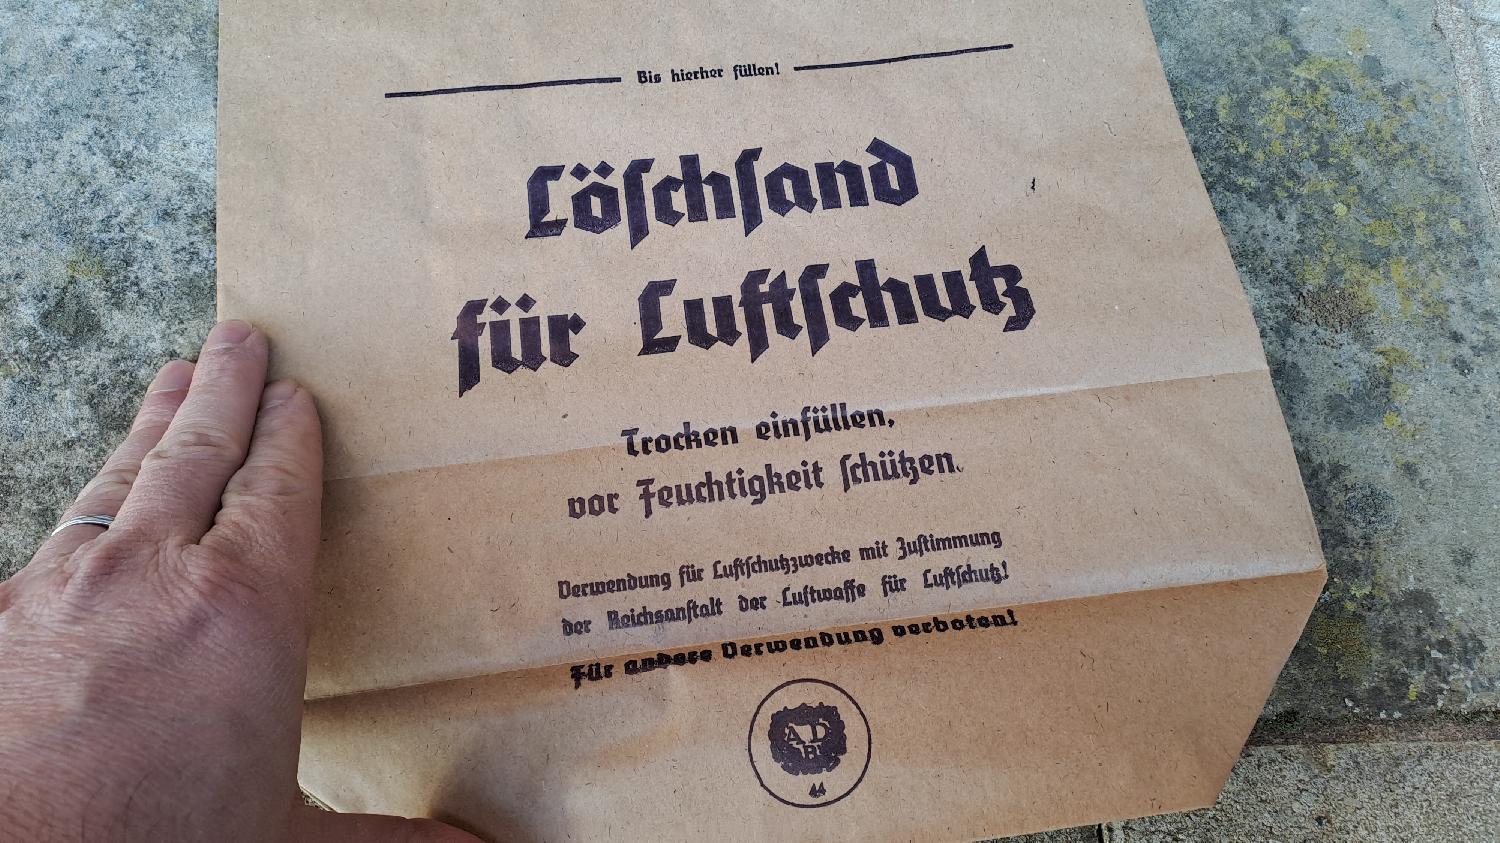 Bis hierher füllen!
Löschsand
für Luftschutz
Trocken einfüllen,
vor Feuchtigkeit schützen.
Verwendung für Luftschutzzwecke mit Zustimmung
der Reichsanstalt der Luftwaffe für Luftschutz!
Für andere Verwendung verboten!
AD
B
44